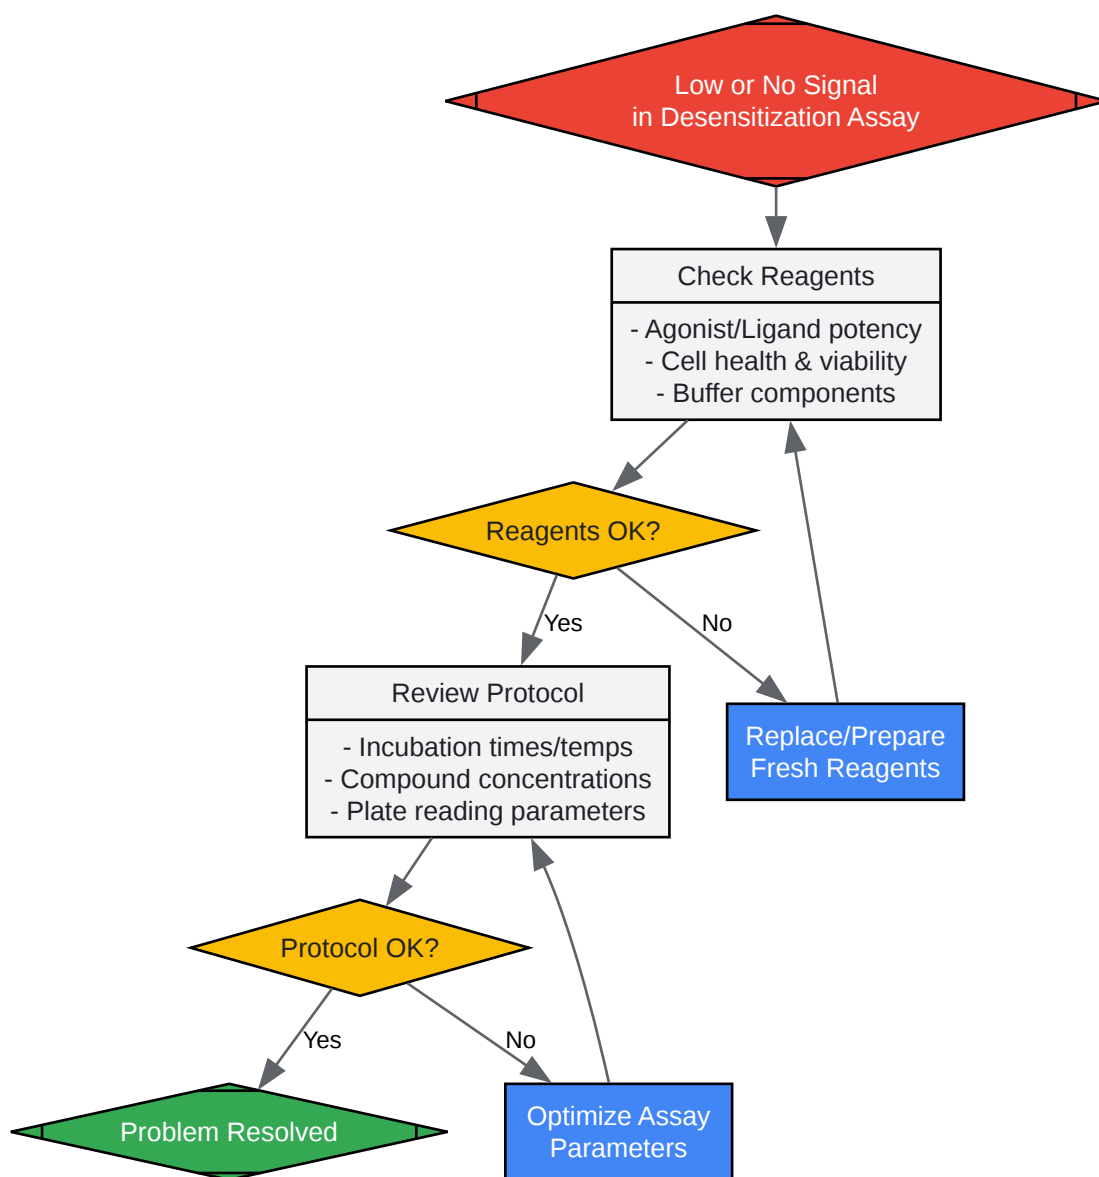 Low or No Signal
in Desensitization Assay
Check Reagents
- Agonist/Ligand potency
- Cell health & viability
- Buffer components
Reagents OK?
Yes
No
Review Protocol
- Incubation times/temps
- Compound concentrations
- Plate reading parameters
Replace/Prepare
Fresh Reagents
Protocol OK?
Yes
No
Problem Resolved
Optimize Assay
Parameters